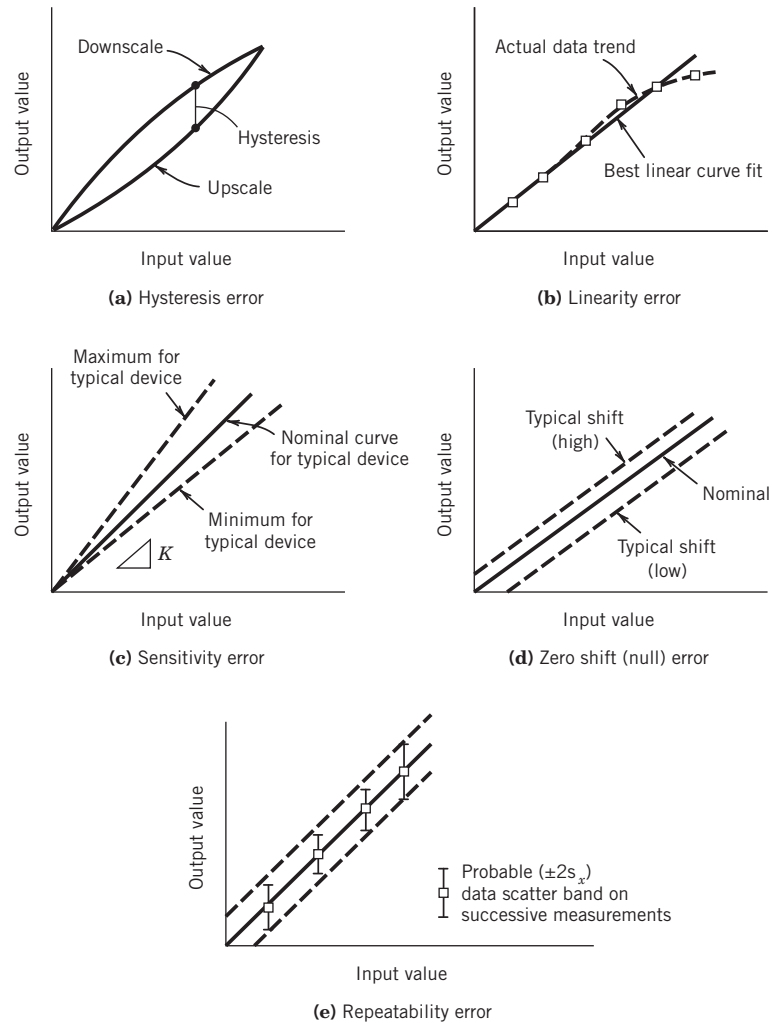 Downscale
Output value
Hysteresis
Upscale
Input value
(a) Hysteresis error
Actual data trend
Output value
Best linear curve fit
Input value
(b) Linearity error
Maximum for
typical device
Output value
Nominal curve
for typical device
Minimum for
typical device
K
Input value
(c) Sensitivity error
Typical shift
(high)
Output value
Nominal
Typical shift
(low)
Input value
(d) Zero shift (null) error
Output value
Probable (±2sₓ)
data scatter band on
successive measurements
Input value
(e) Repeatability error